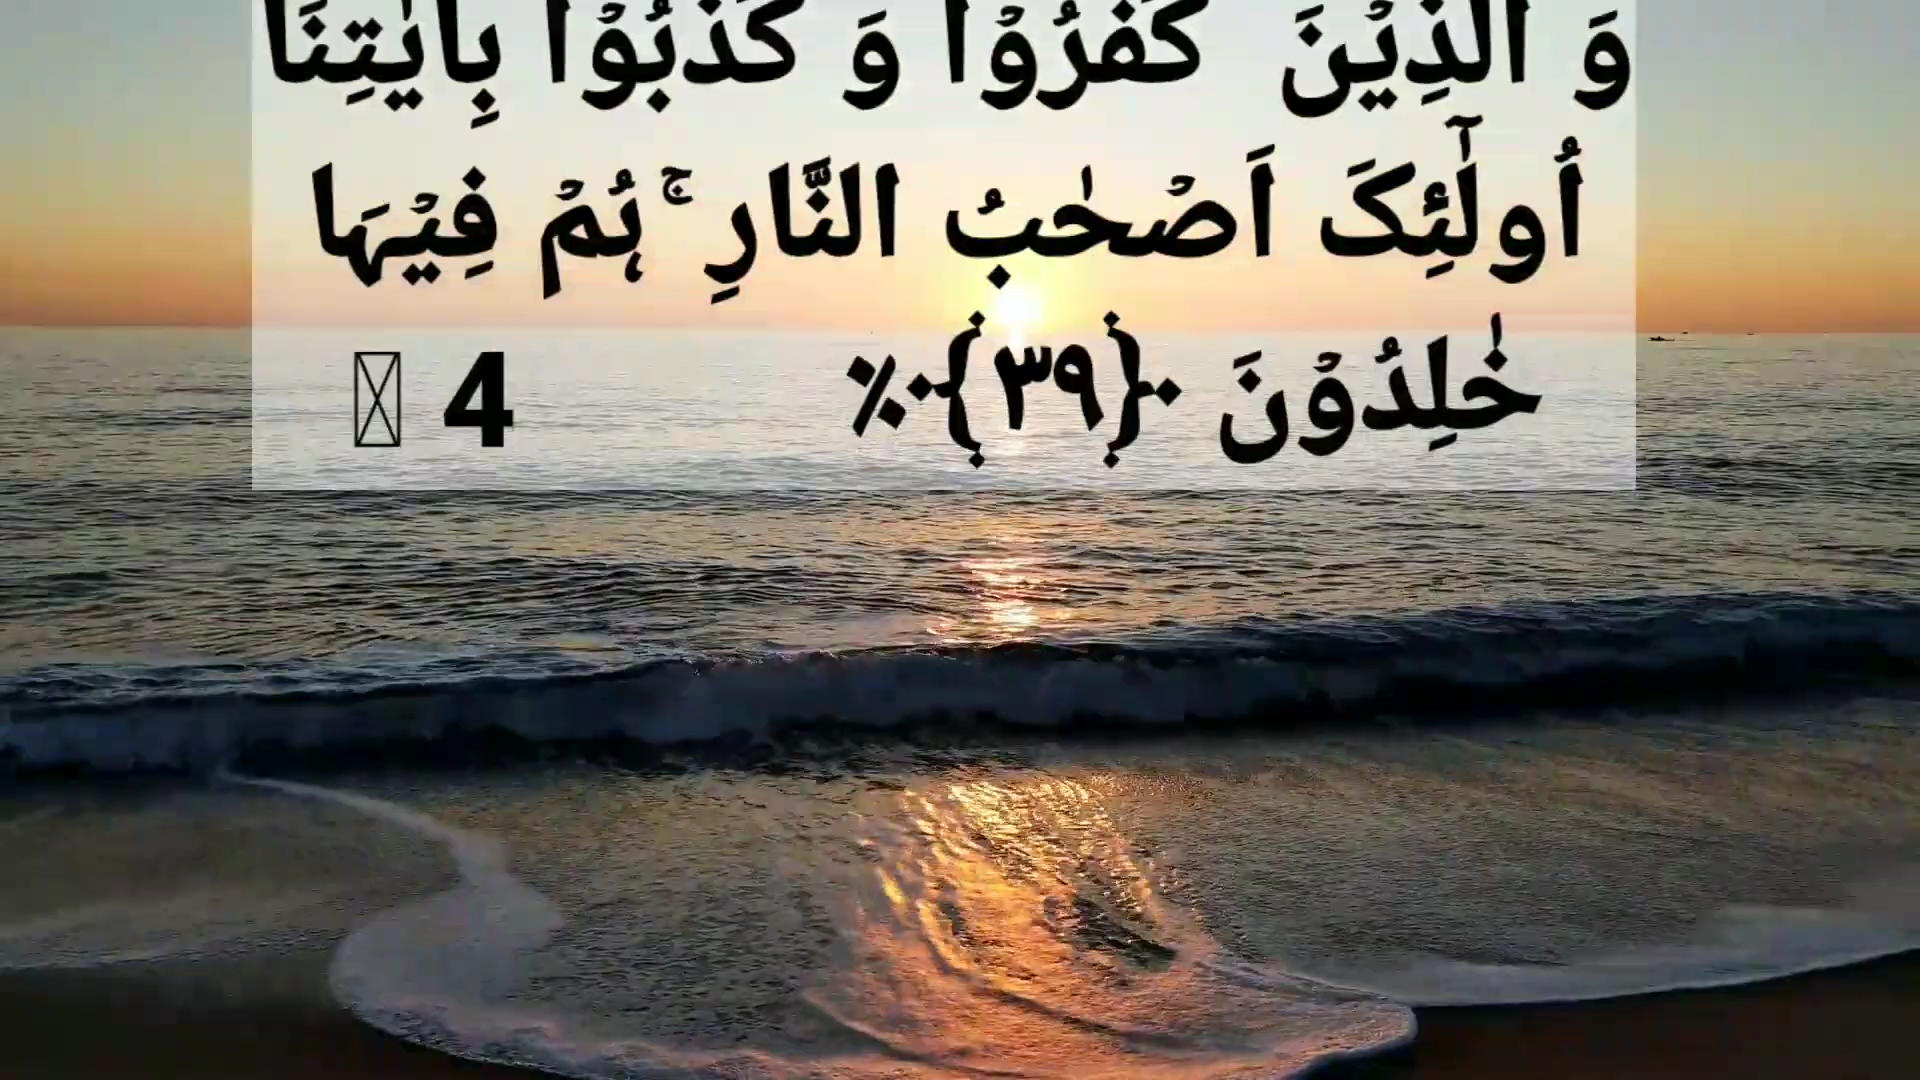 وَ الَّذِیۡنَ کَفَرُوۡا وَ کَذَّبُوۡا بِاٰیٰتِنَاۤ
اُولٰٓئِکَ اَصۡحٰبُ النَّارِ ۚ ہُمۡ فِیۡہَا
خٰلِدُوۡنَ ﴿۳۹﴾٪ 4